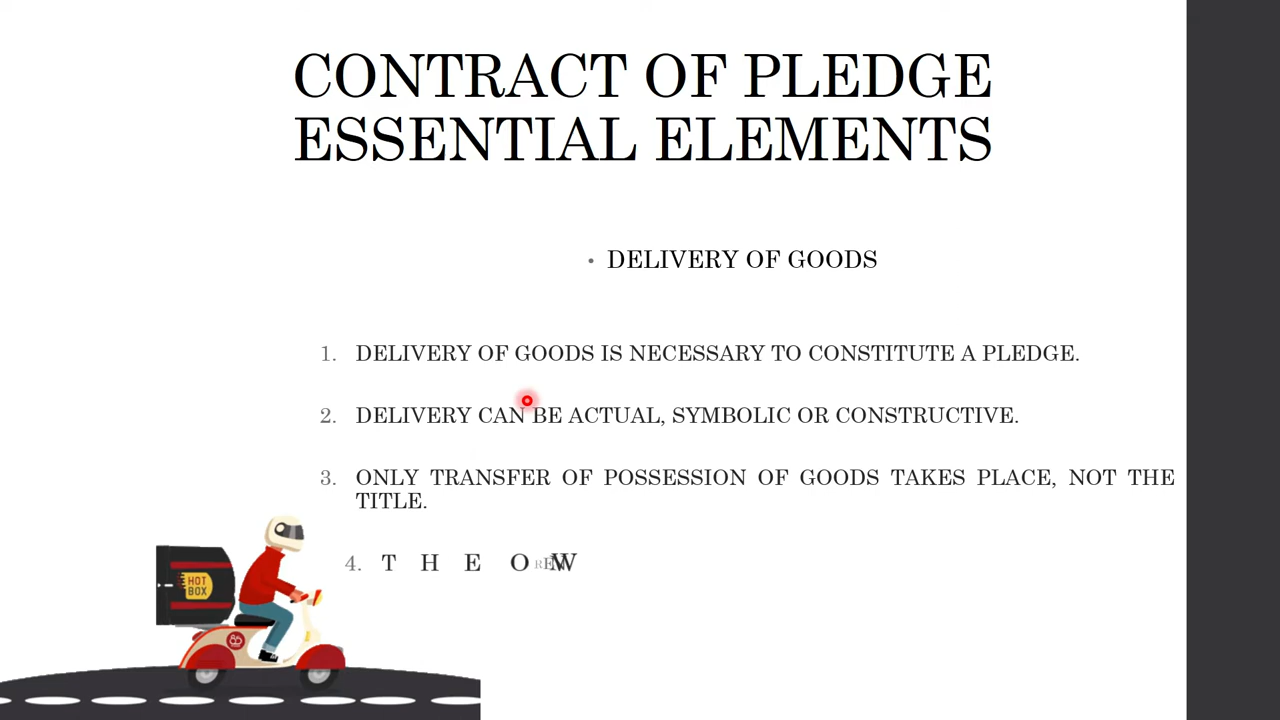 CONTRACT OF PLEDGE
ESSENTIAL ELEMENTS
• DELIVERY OF GOODS
1. DELIVERY OF GOODS IS NECESSARY TO CONSTITUTE A PLEDGE.
2. DELIVERY CAN BE ACTUAL, SYMBOLIC OR CONSTRUCTIVE.
3. ONLY TRANSFER OF POSSESSION OF GOODS TAKES PLACE, NOT THE
TITLE.
4. THE
HOT
BOX